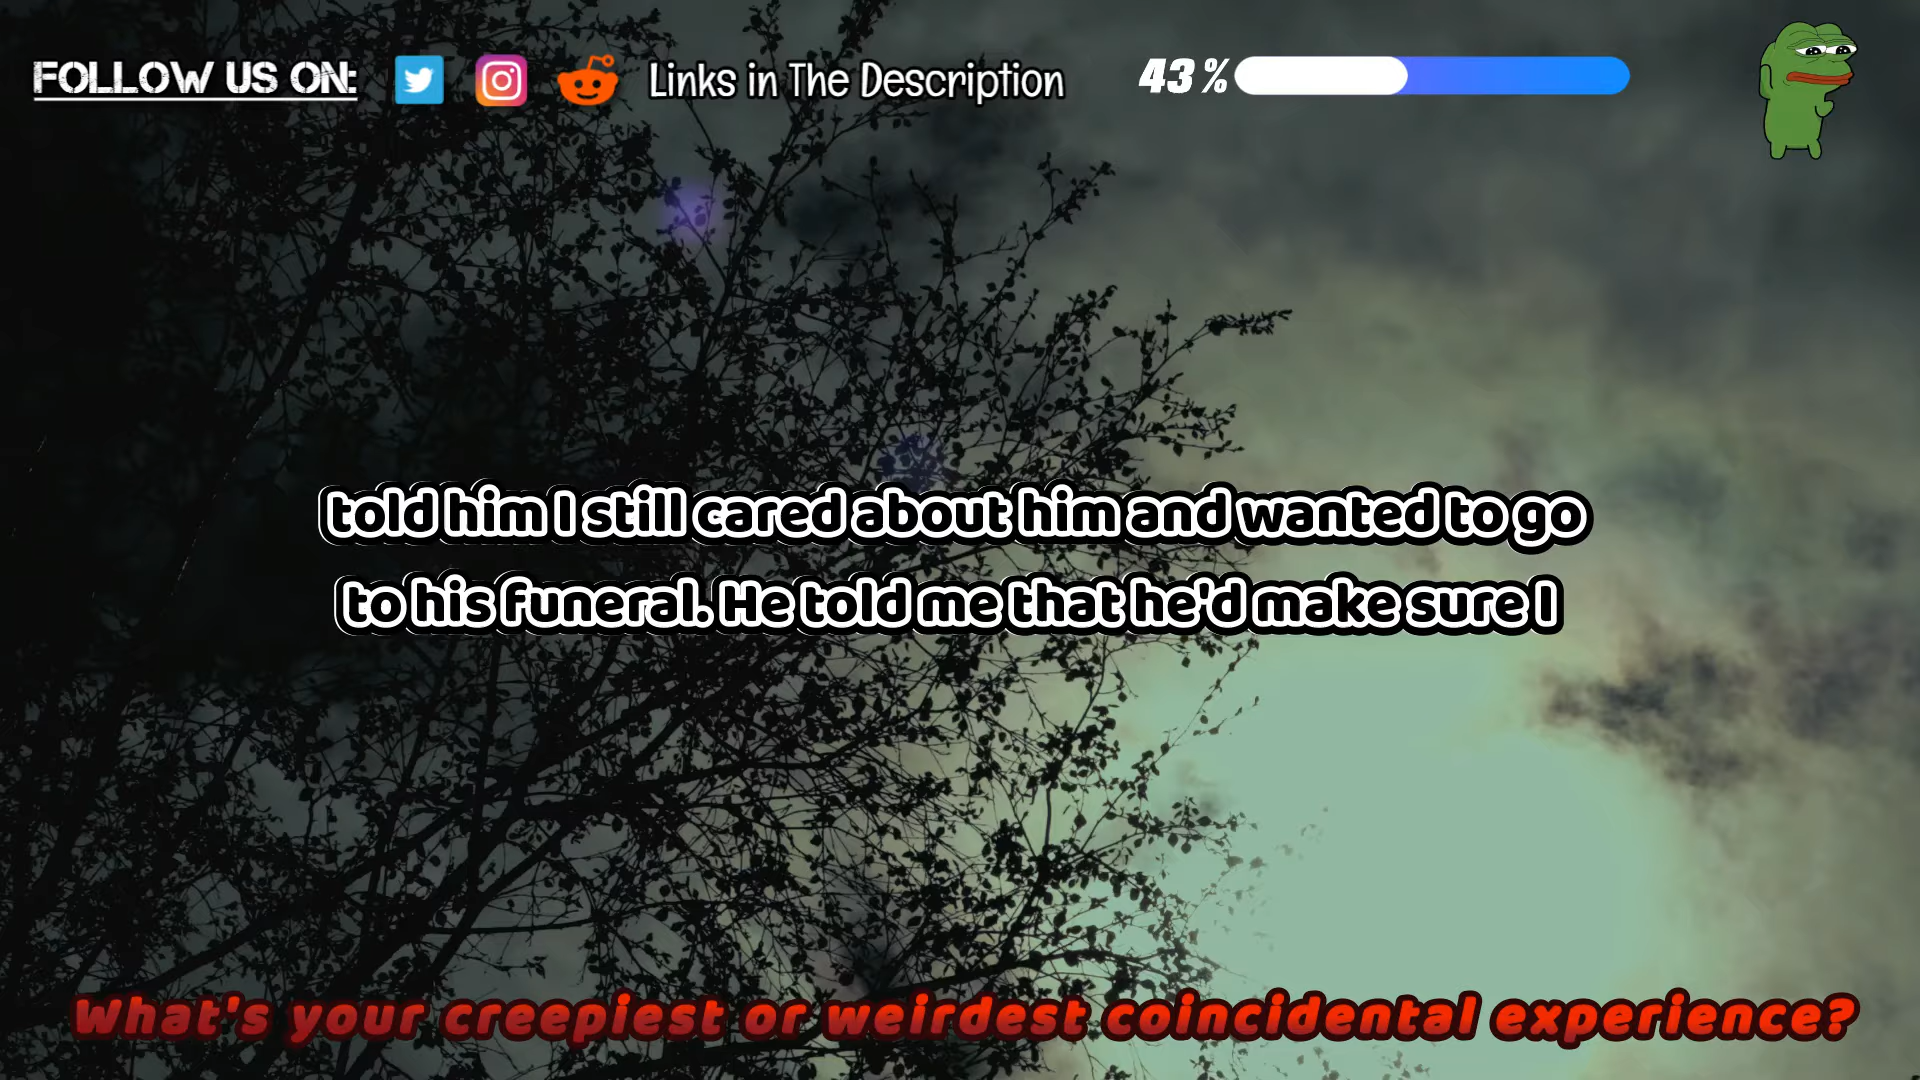 FOLLOW US ON:
Links in The Description
43%
told him I still cared about him and wanted to go
to his funeral. He told me that he'd make sure I
What's your creepiest or weirdest coincidental experience?